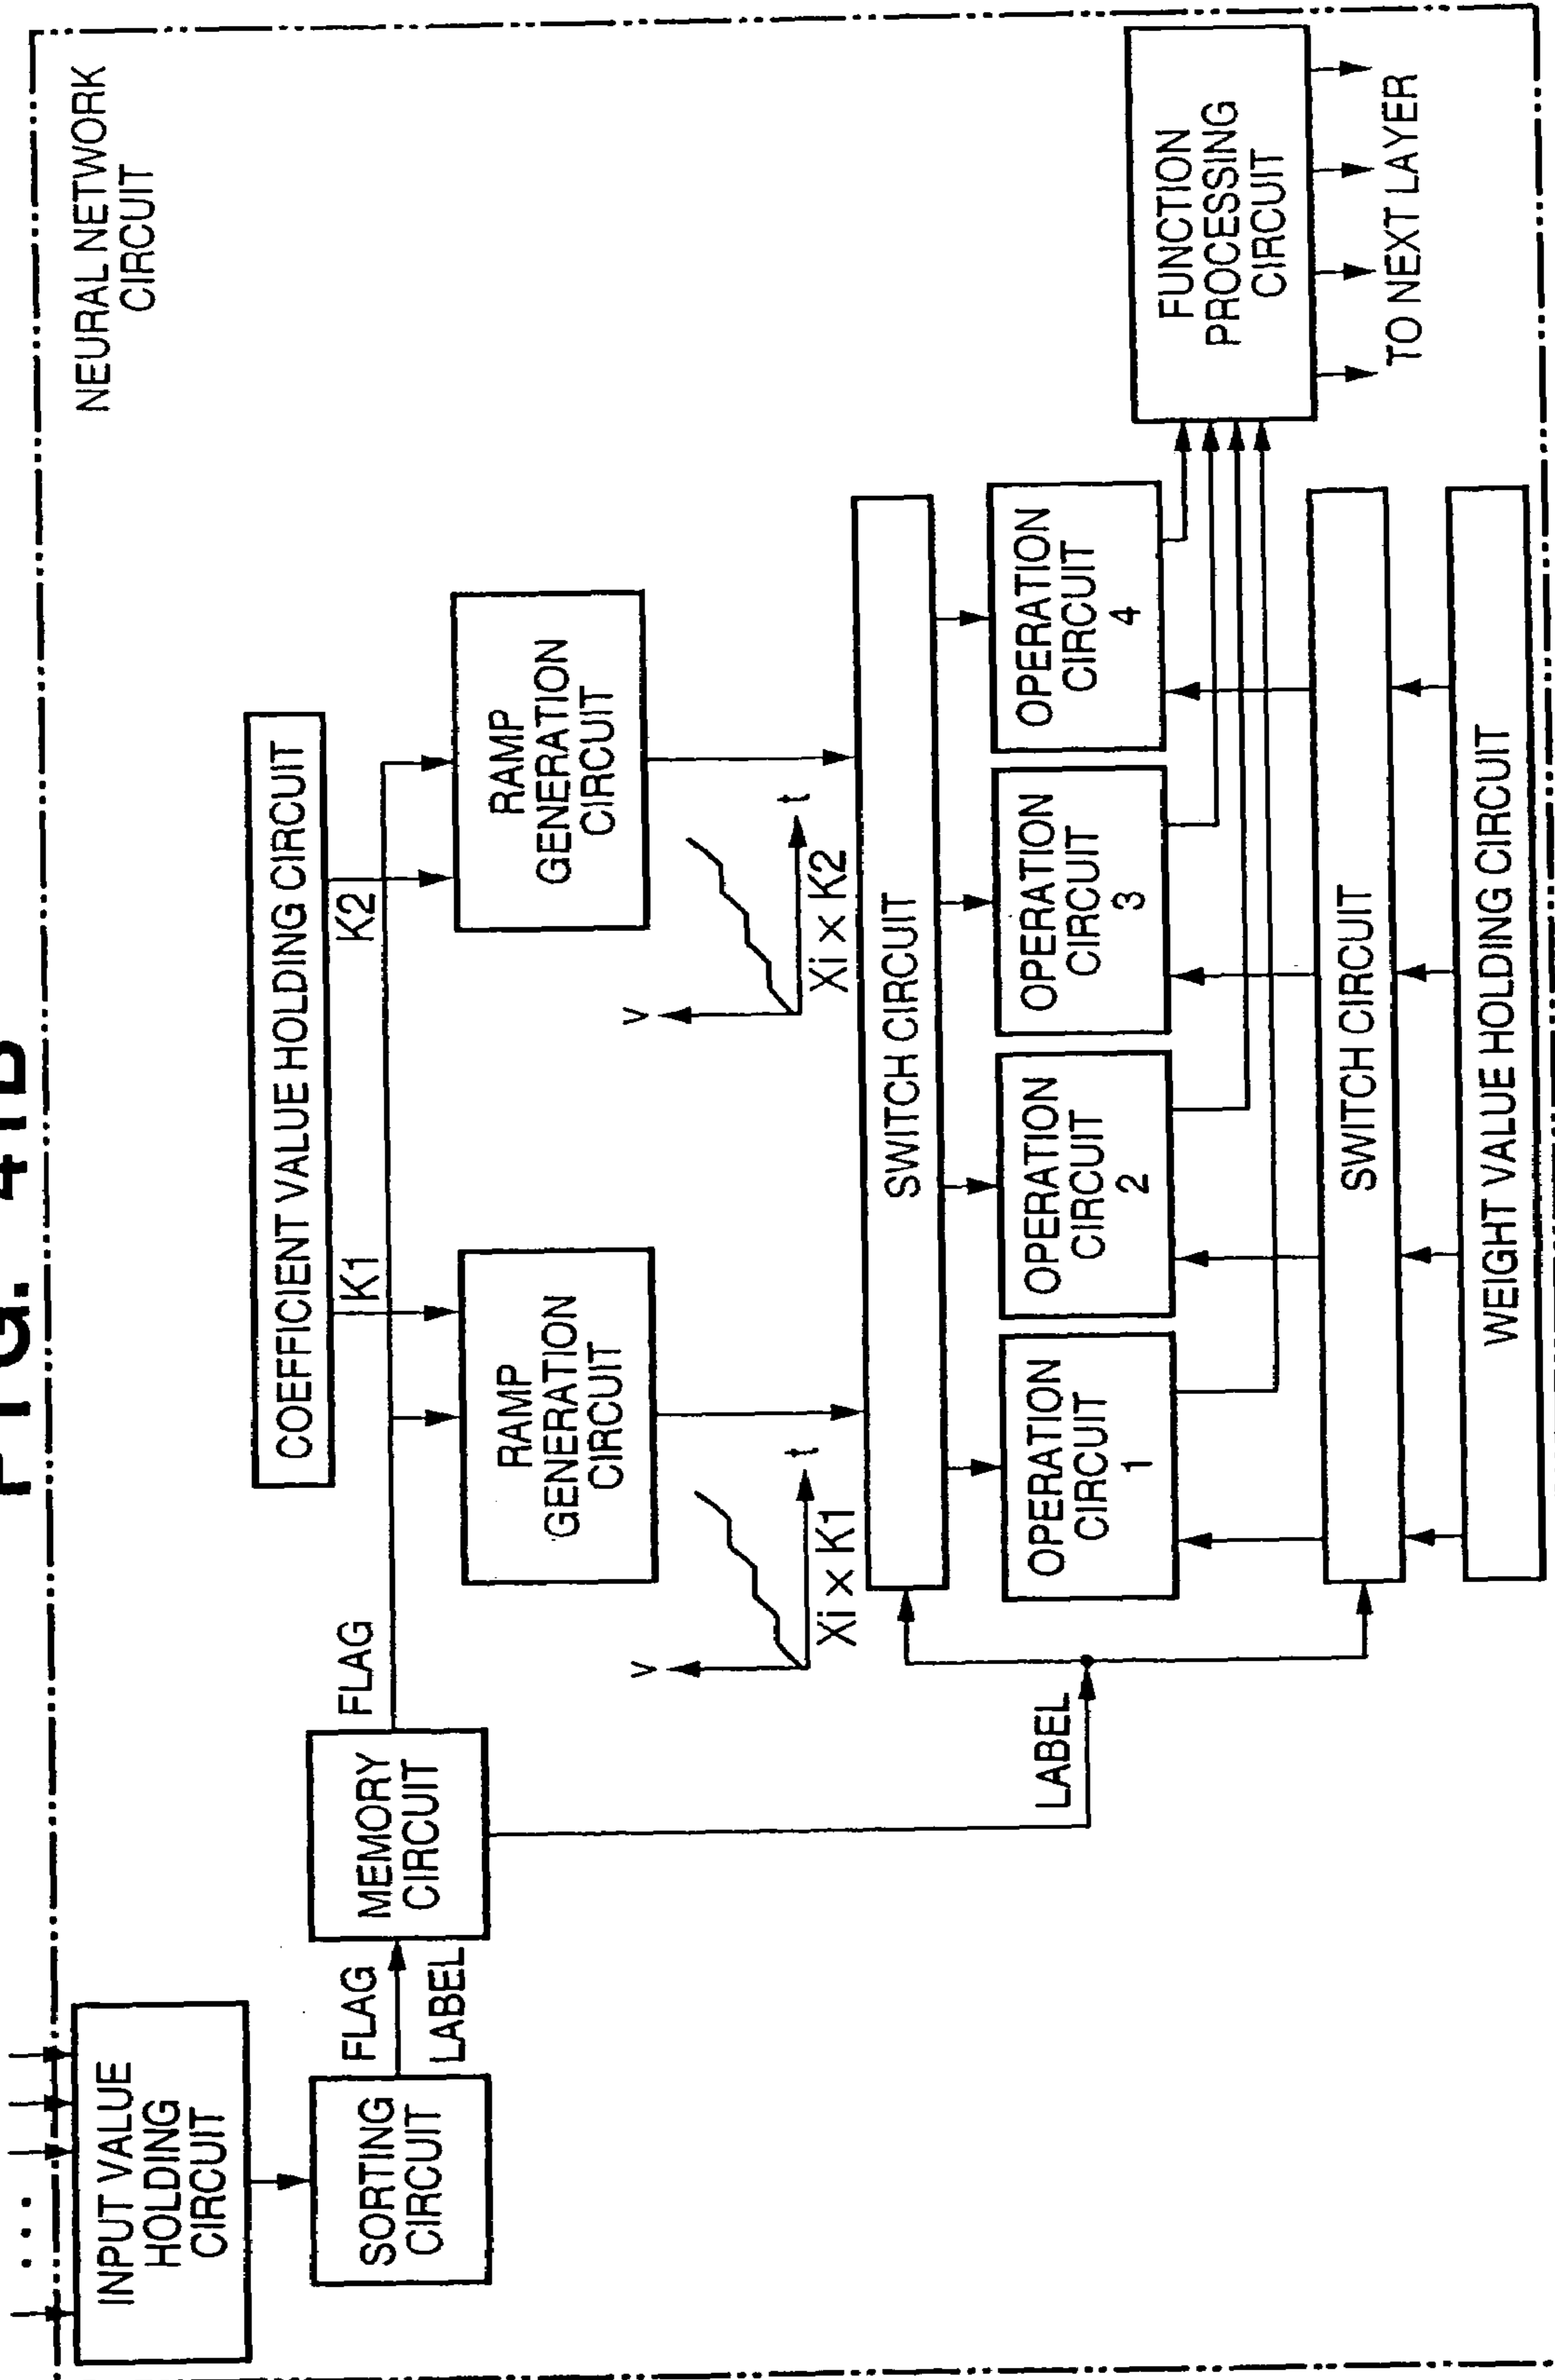 FIG. 41B
NEURAL NETWORK
CIRCUIT
INPUT VALUE
HOLDING
CIRCUIT
SORTING
CIRCUIT
FLAG
LABEL
MEMORY
CIRCUIT
FLAG
LABEL
COEFFICIENT VALUE HOLDING CIRCUIT
K1
K2
RAMP
GENERATION
CIRCUIT
RAMP
GENERATION
CIRCUIT
v
t
Xi × K1
v
t
Xi × K2
SWITCH CIRCUIT
OPERATION
CIRCUIT
1
OPERATION
CIRCUIT
2
OPERATION
CIRCUIT
3
OPERATION
CIRCUIT
4
FUNCTION
PROCESSING
CIRCUIT
TO NEXT LAYER
SWITCH CIRCUIT
WEIGHT VALUE HOLDING CIRCUIT